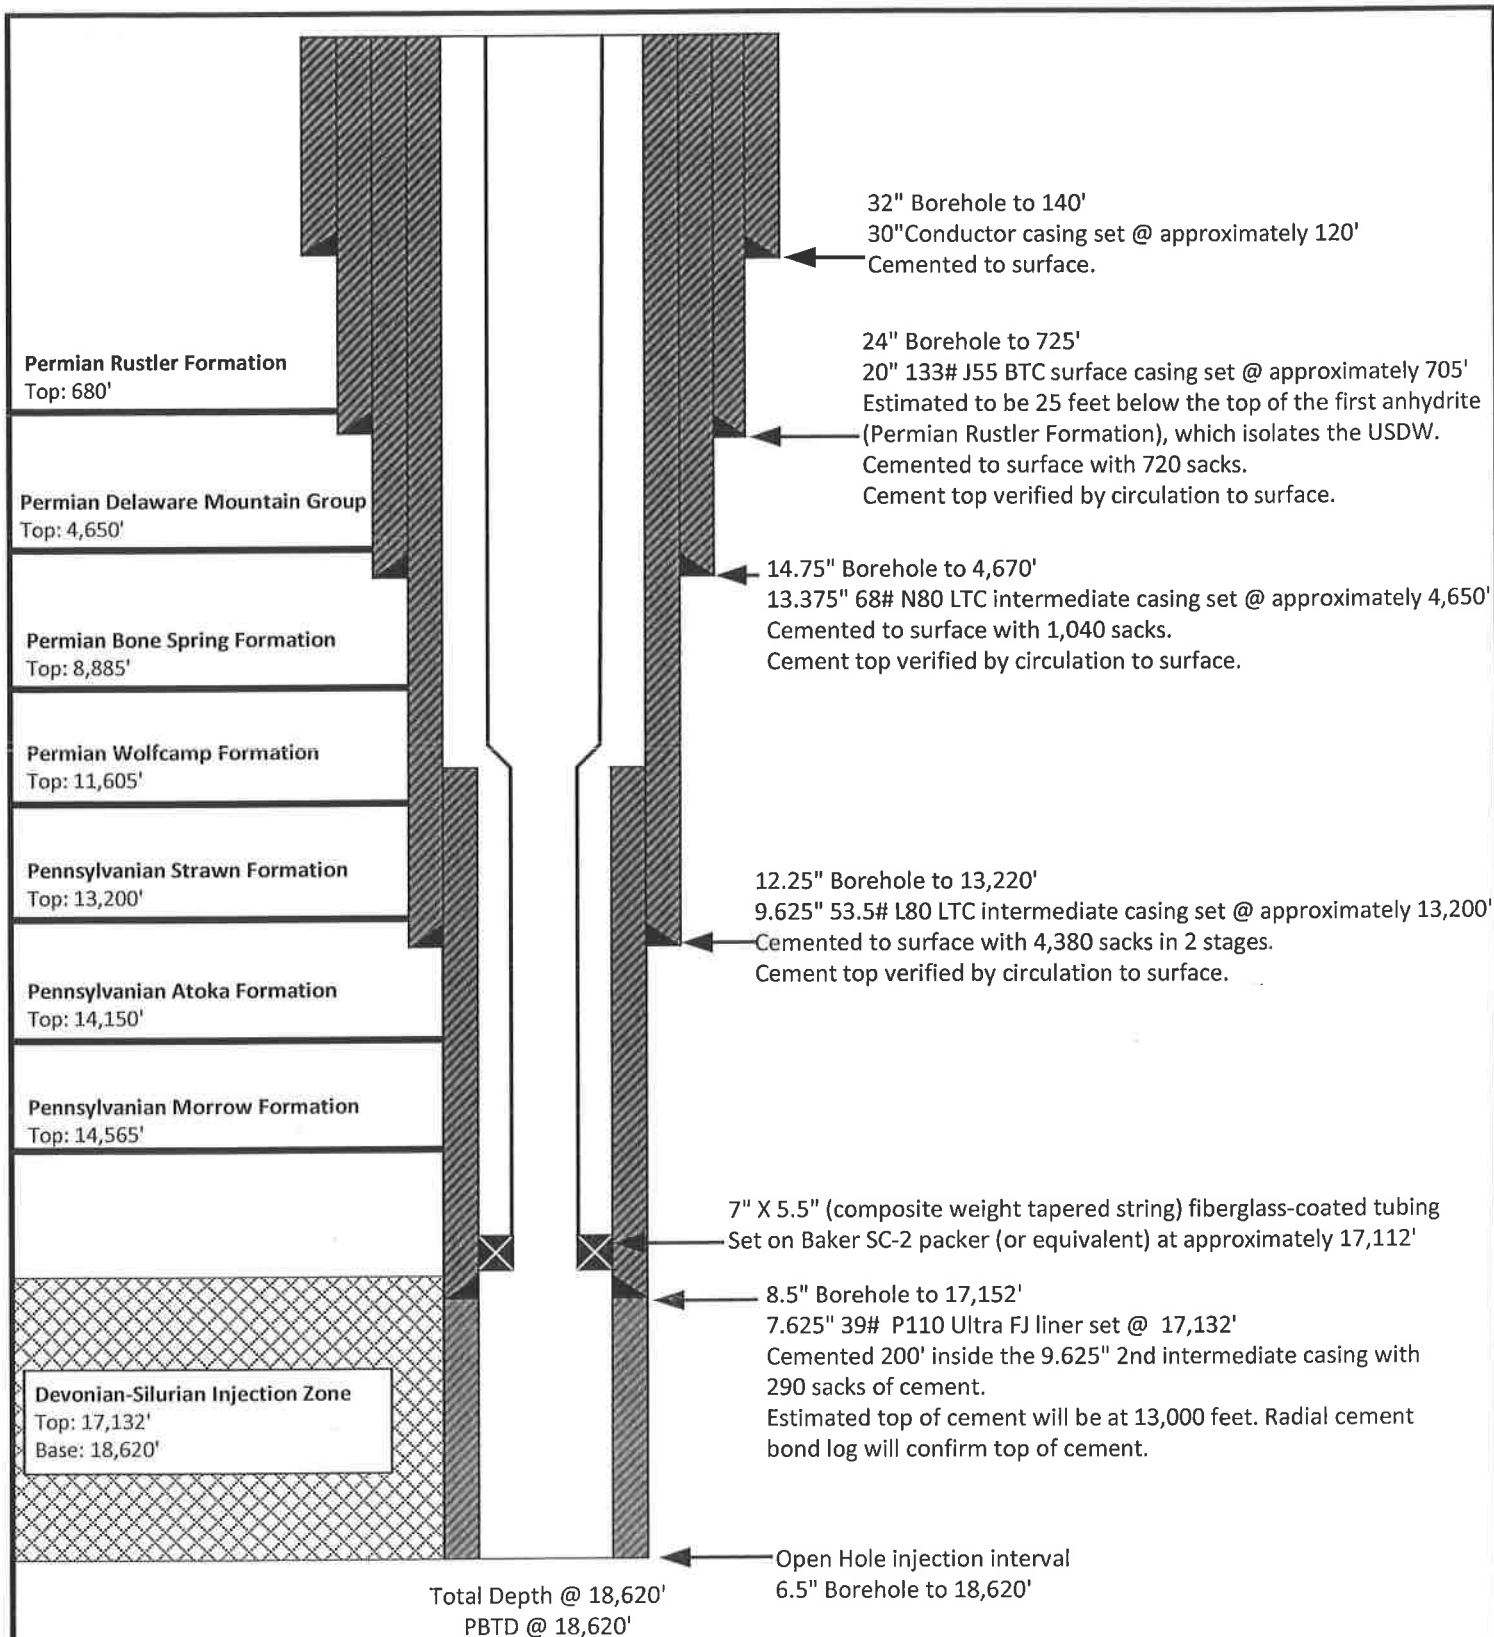 32" Borehole to 140'
30"Conductor casing set @ approximately 120'
Cemented to surface.
24" Borehole to 725'
20" 133# J55 BTC surface casing set @ approximately 705'
Estimated to be 25 feet below the top of the first anhydrite
(Permian Rustler Formation), which isolates the USDW.
Cemented to surface with 720 sacks.
Cement top verified by circulation to surface.
Permian Rustler Formation
Top: 680'
Permian Delaware Mountain Group
Top: 4,650'
14.75" Borehole to 4,670'
13.375" 68# N80 LTC intermediate casing set @ approximately 4,650'
Cemented to surface with 1,040 sacks.
Cement top verified by circulation to surface.
Permian Bone Spring Formation
Top: 8,885'
Permian Wolfcamp Formation
Top: 11,605'
Pennsylvanian Strawn Formation
Top: 13,200'
12.25" Borehole to 13,220'
9.625" 53.5# L80 LTC intermediate casing set @ approximately 13,200'
Cemented to surface with 4,380 sacks in 2 stages.
Cement top verified by circulation to surface.
Pennsylvanian Atoka Formation
Top: 14,150'
Pennsylvanian Morrow Formation
Top: 14,565'
7" X 5.5" (composite weight tapered string) fiberglass-coated tubing
Set on Baker SC-2 packer (or equivalent) at approximately 17,112'
8.5" Borehole to 17,152'
7.625" 39# P110 Ultra FJ liner set @ 17,132'
Cemented 200' inside the 9.625" 2nd intermediate casing with
290 sacks of cement.
Estimated top of cement will be at 13,000 feet. Radial cement
bond log will confirm top of cement.
Devonian-Silurian Injection Zone
Top: 17,132'
Base: 18,620'
Open Hole injection interval
6.5" Borehole to 18,620'
Total Depth @ 18,620'
PBTD @ 18,620'